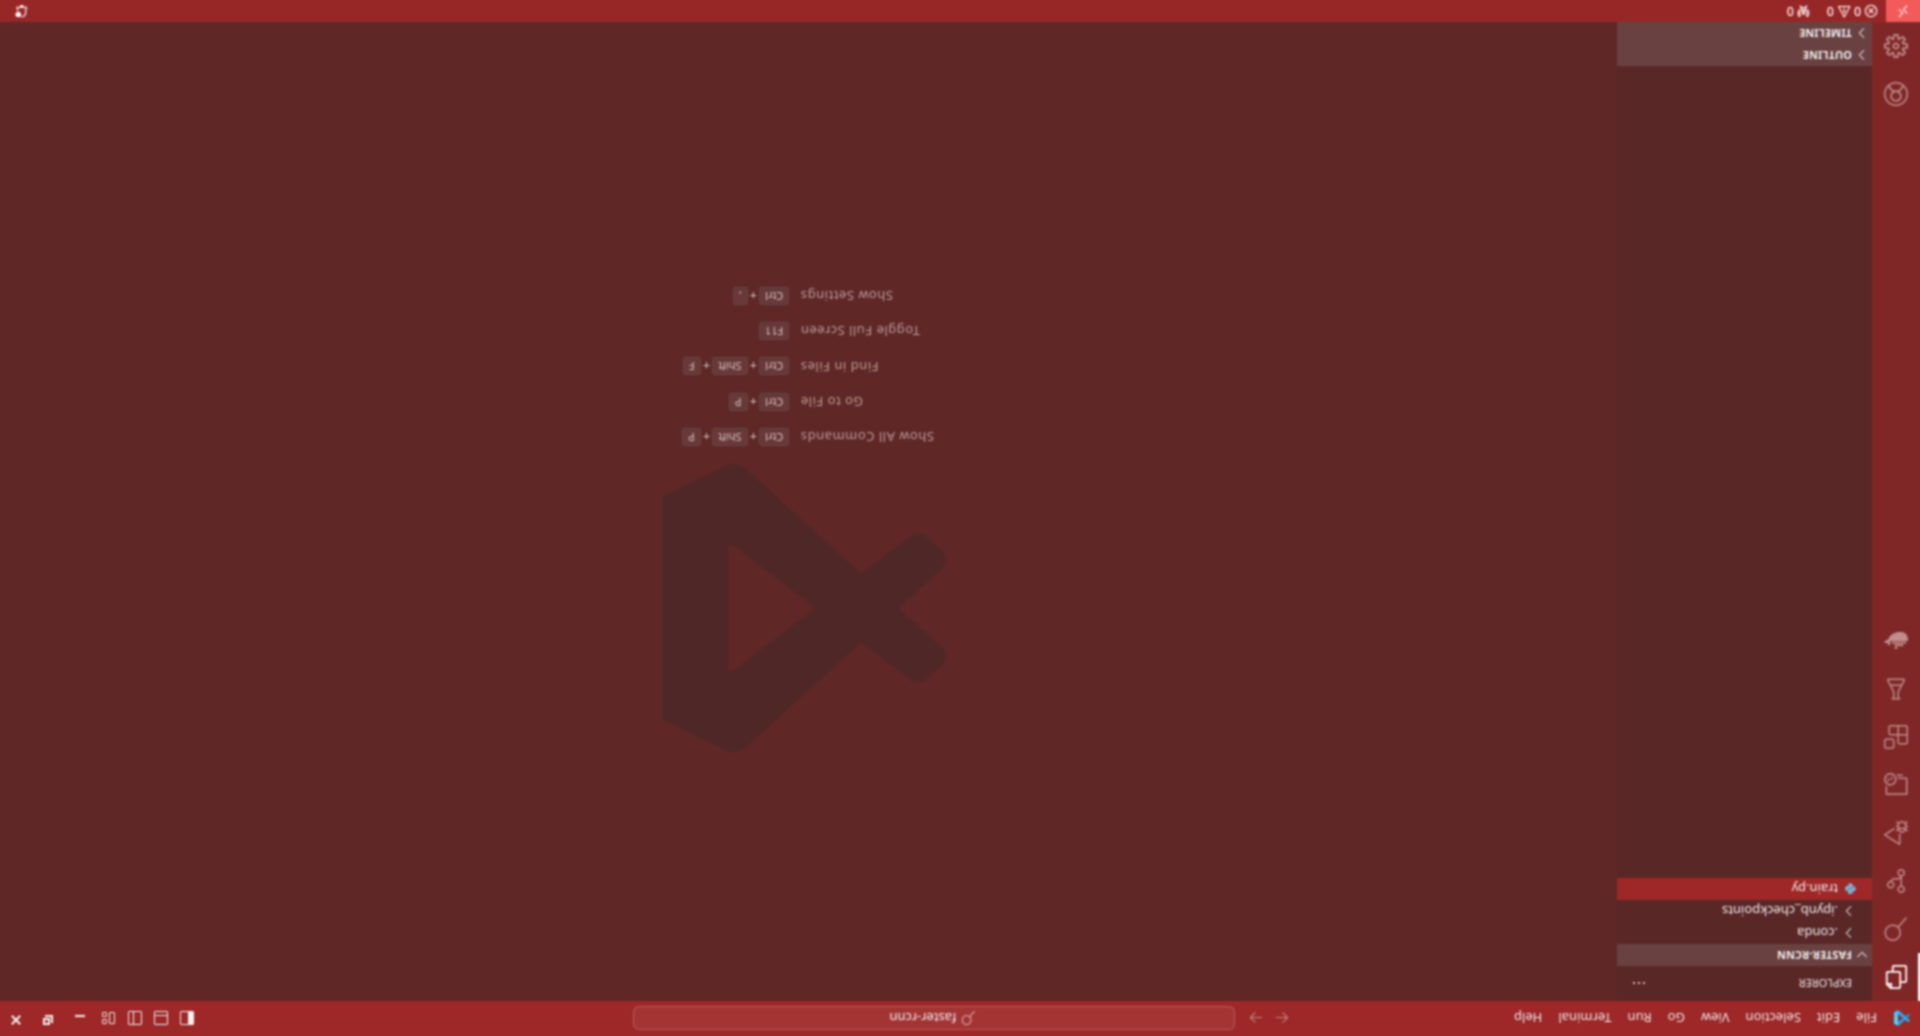 File Edit Selection View Go Run Terminal Help
faster-rcnn
EXPLORER
FASTER-RCNN
.conda
.ipynb_checkpoints
train.py
Show All Commands Ctrl + Shift + P
Go to File Ctrl + P
Find in Files Ctrl + Shift + F
Toggle Full Screen F11
Show Settings Ctrl + ,
OUTLINE
TIMELINE
0 0 0